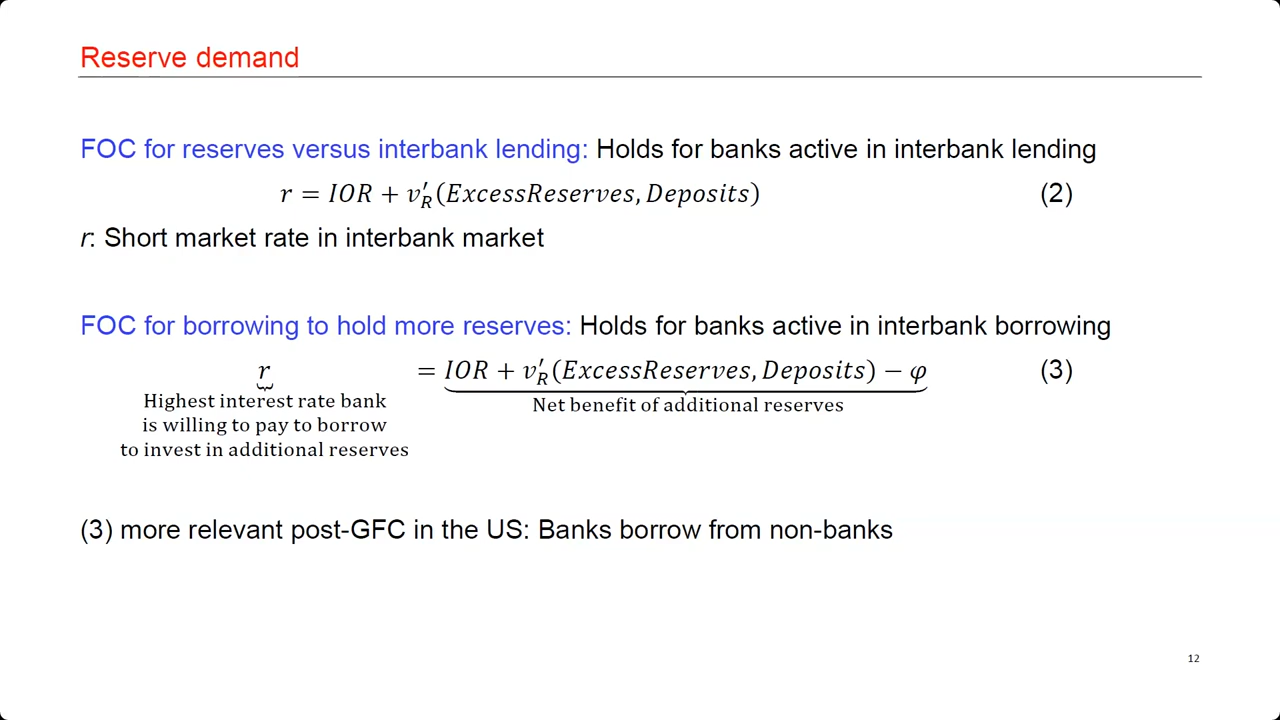 Reserve demand
FOC for reserves versus interbank lending: Holds for banks active in interbank lending
r = IOR + v′_R(ExcessReserves, Deposits) (2)
r: Short market rate in interbank market
FOC for borrowing to hold more reserves: Holds for banks active in interbank borrowing
r = IOR + v′_R(ExcessReserves, Deposits) − φ (3)
Highest interest rate bank
is willing to pay to borrow
to invest in additional reserves
Net benefit of additional reserves
(3) more relevant post-GFC in the US: Banks borrow from non-banks
12